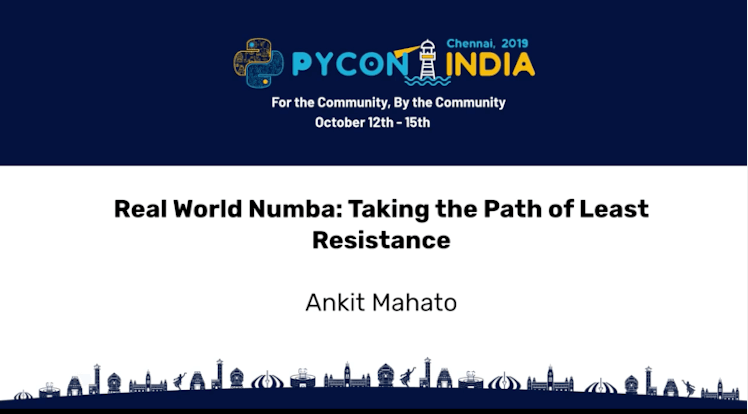 Chennai, 2019
PYCON INDIA
For the Community, By the Community
October 12th - 15th
Real World Numba: Taking the Path of Least
Resistance
Ankit Mahato